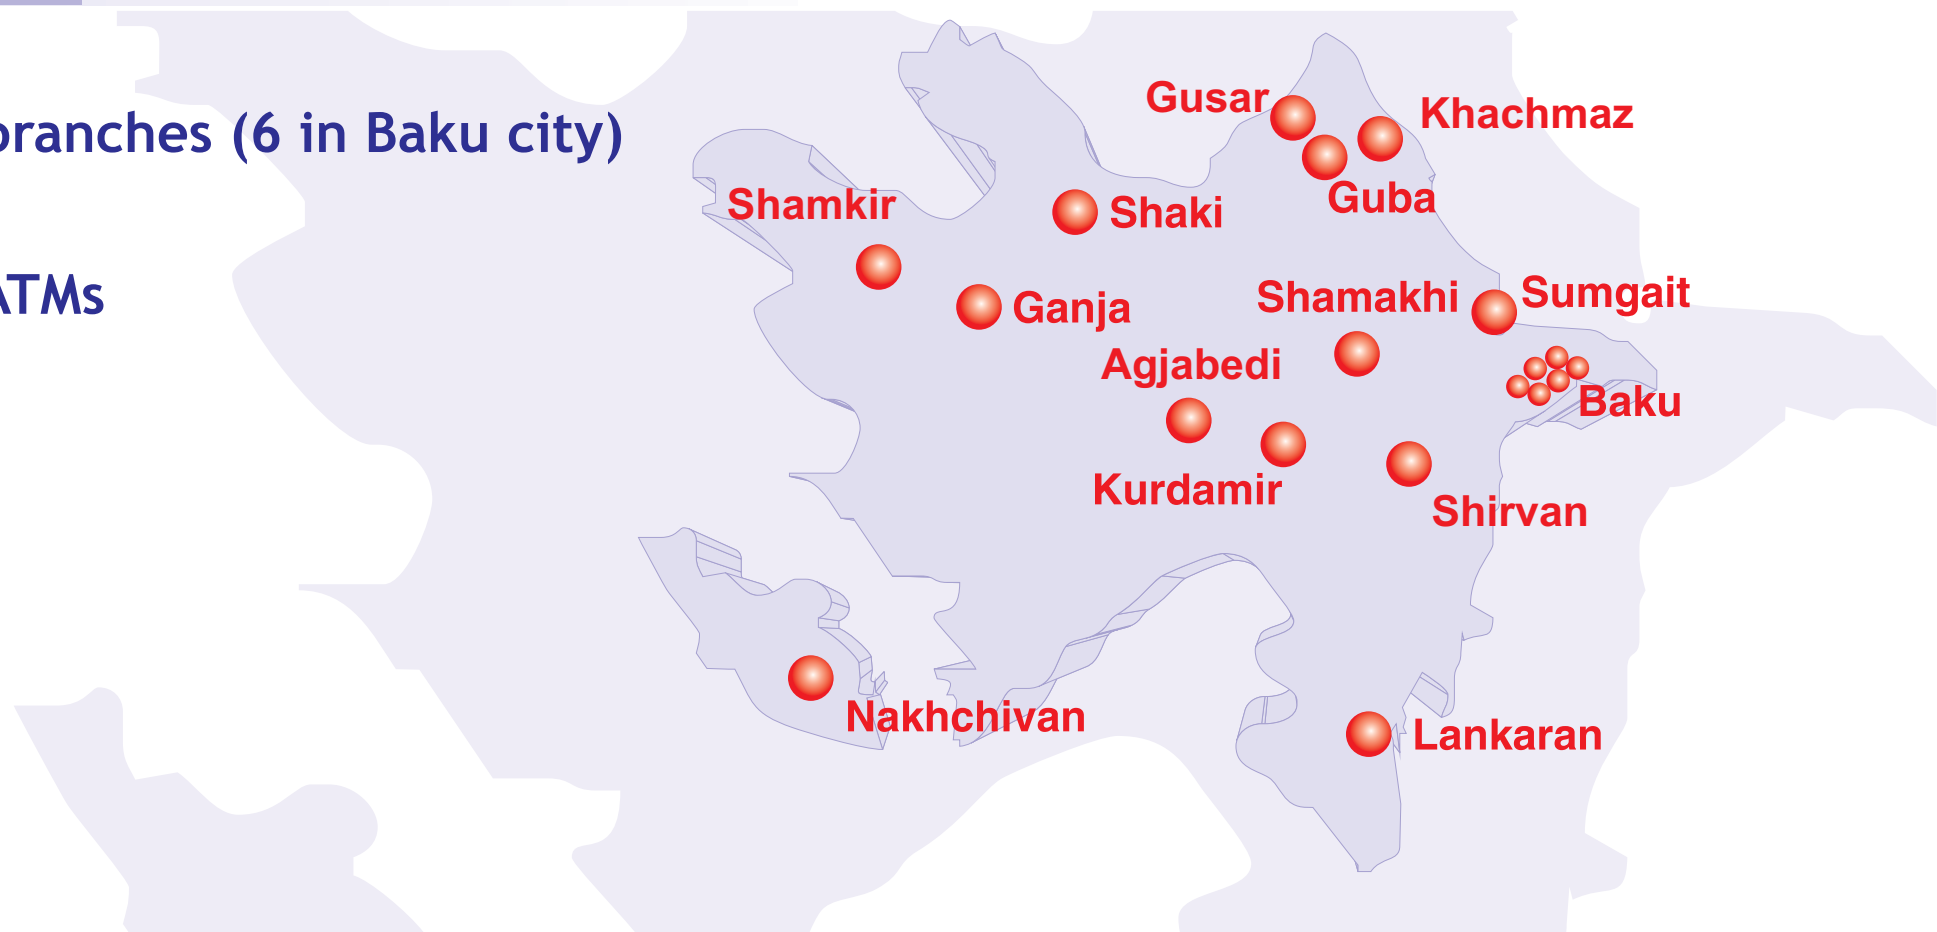 branches (6 in Baku city)
ATMs
Gusar
Khachmaz
Guba
Shamkir
Shaki
Ganja
Shamakhi
Sumgait
Agjabedi
Baku
Kurdamir
Shirvan
Nakhchivan
Lankaran